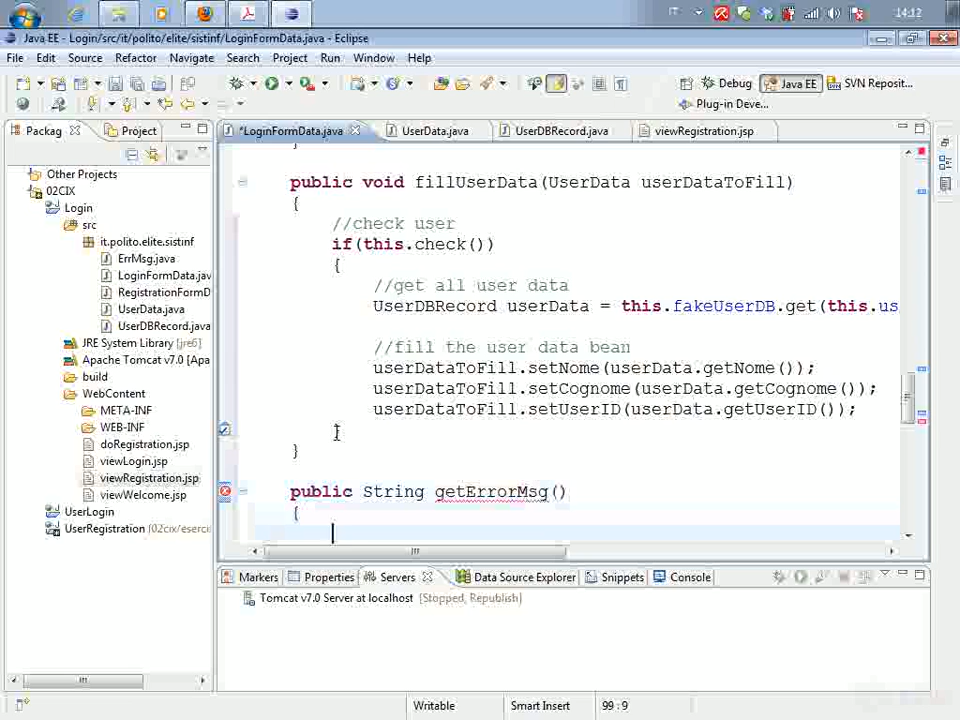 14:12
Java EE - Login/src/it/polito/elite/sistinf/LoginFormData.java - Eclipse
File Edit Source Refactor Navigate Search Project Run Window Help
Debug Java EE SVN Reposit...
Plug-in Deve...
Packag Project
*LoginFormData.java UserData.java UserDBRecord.java viewRegistration.jsp
Other Projects
02CIX
Login
src
it.polito.elite.sistinf
ErrMsg.java
LoginFormData.jav
RegistrationFormD
UserData.java
UserDBRecord.java
JRE System Library [jre6]
Apache Tomcat v7.0 [Apa
build
WebContent
META-INF
WEB-INF
doRegistration.jsp
viewLogin.jsp
viewRegistration.jsp
viewWelcome.jsp
UserLogin
UserRegistration [02cix/eserci
}
public void fillUserData(UserData userDataToFill)
{
//check user
if(this.check())
{
//get all user data
UserDBRecord userData = this.fakeUserDB.get(this.us
//fill the user data bean
userDataToFill.setNome(userData.getNome());
userDataToFill.setCognome(userData.getCognome());
userDataToFill.setUserID(userData.getUserID());
}
}
public String getErrorMsg()
{
Markers Properties Servers Data Source Explorer Snippets Console
Tomcat v7.0 Server at localhost [Stopped, Republish]
Writable Smart Insert 99 : 9